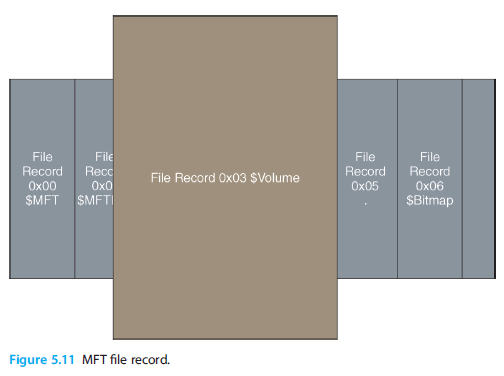 File
Record
0x00
$MFT
File Record 0x03 $Volume
File
Record
0x05
.
File
Record
0x06
$Bitmap
Figure 5.11 MFT file record.